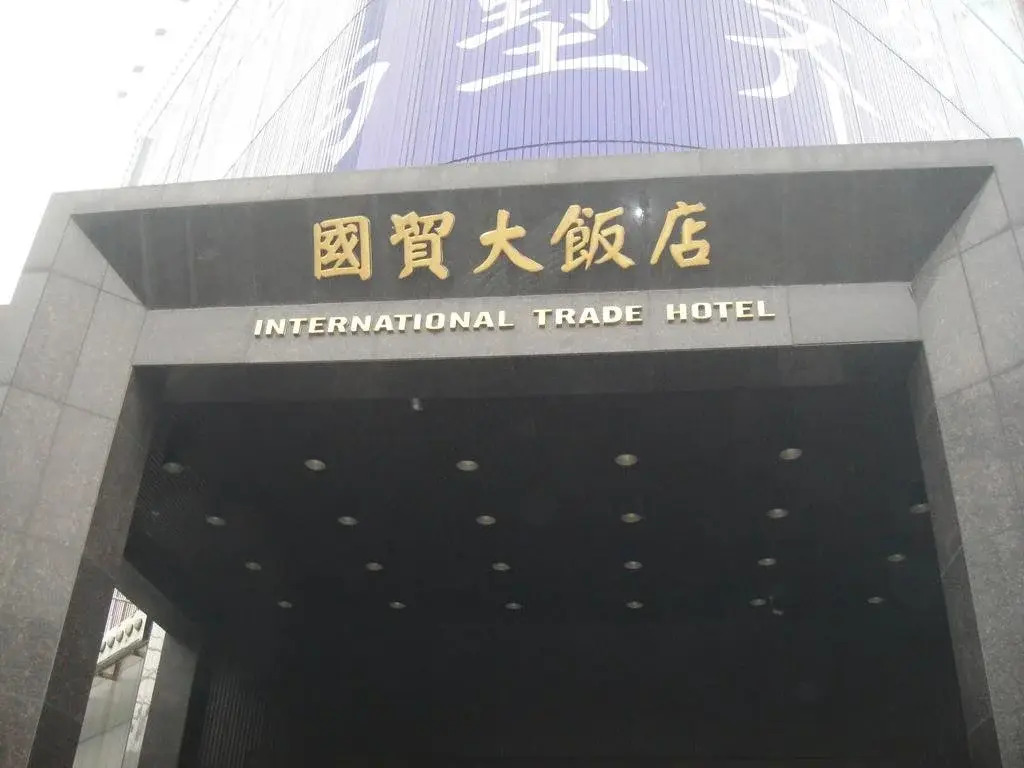 國貿大飯店
INTERNATIONAL TRADE HOTEL